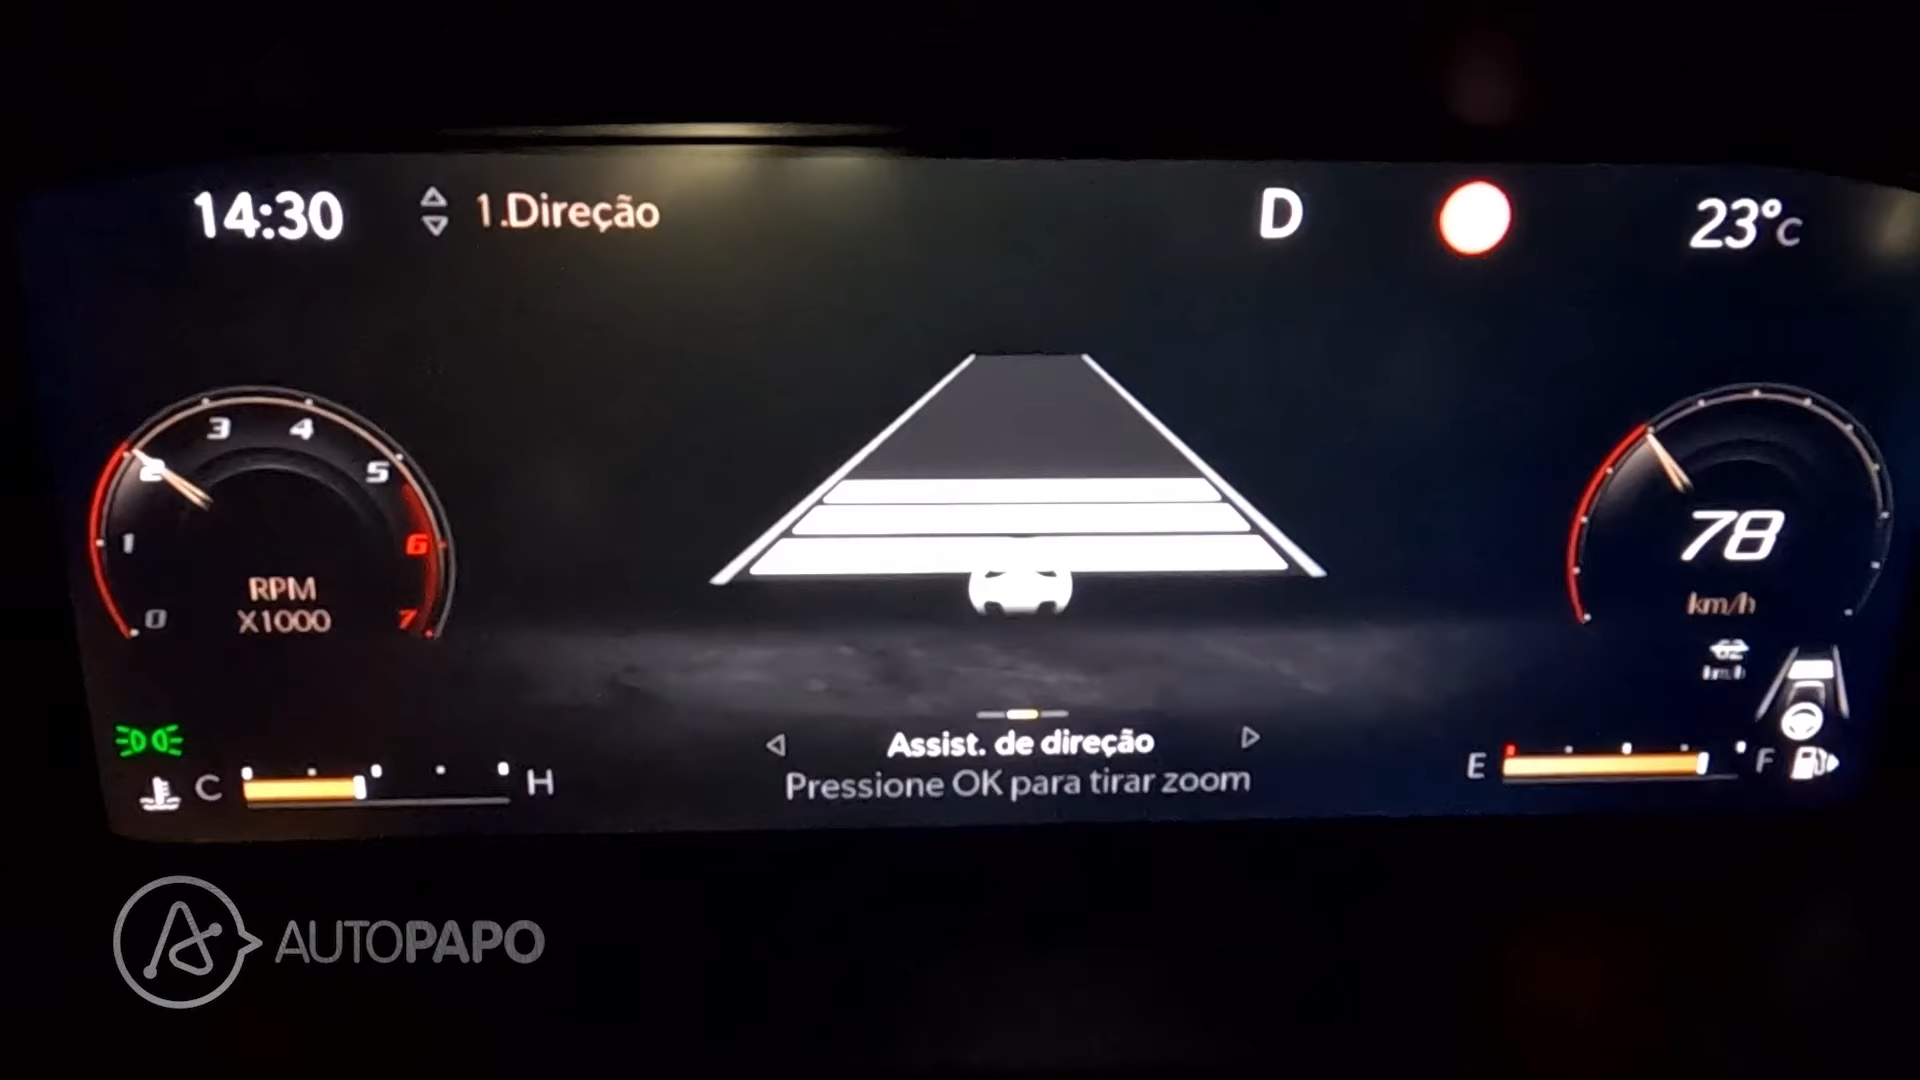 14:30
1.Direção
D
23°C
3 4
2 5
1 6
0 7
RPM
X1000
78
km/h
Assist. de direção
Pressione OK para tirar zoom
C H
E F
AUTOPAPO